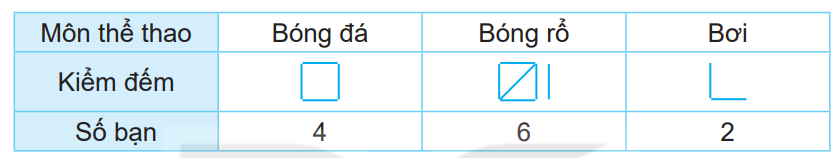 Môn thể thao Bóng đá Bóng rổ Bơi
Kiểm đếm
Số bạn 4 6 2